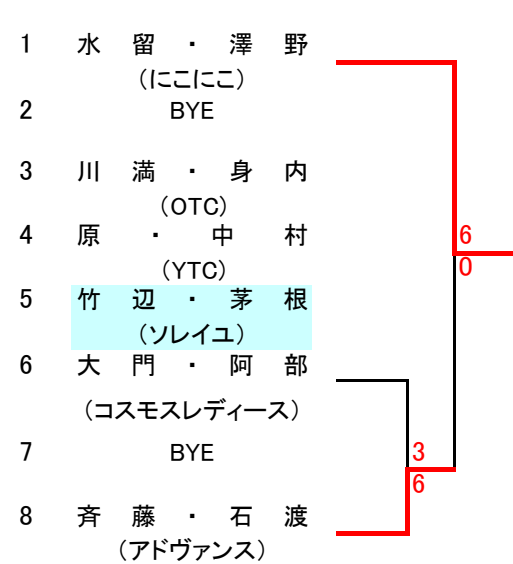 1 水留・澤野
(にこにこ)
2 BYE
3 川満・身内
(OTC)
4 原・中村
(YTC)
6
0
5 竹辺・茅根
(ソレイユ)
6 大門・阿部
(コスモスレディース)
7 BYE
3
6
8 斉藤・石渡
(アドヴァンス)